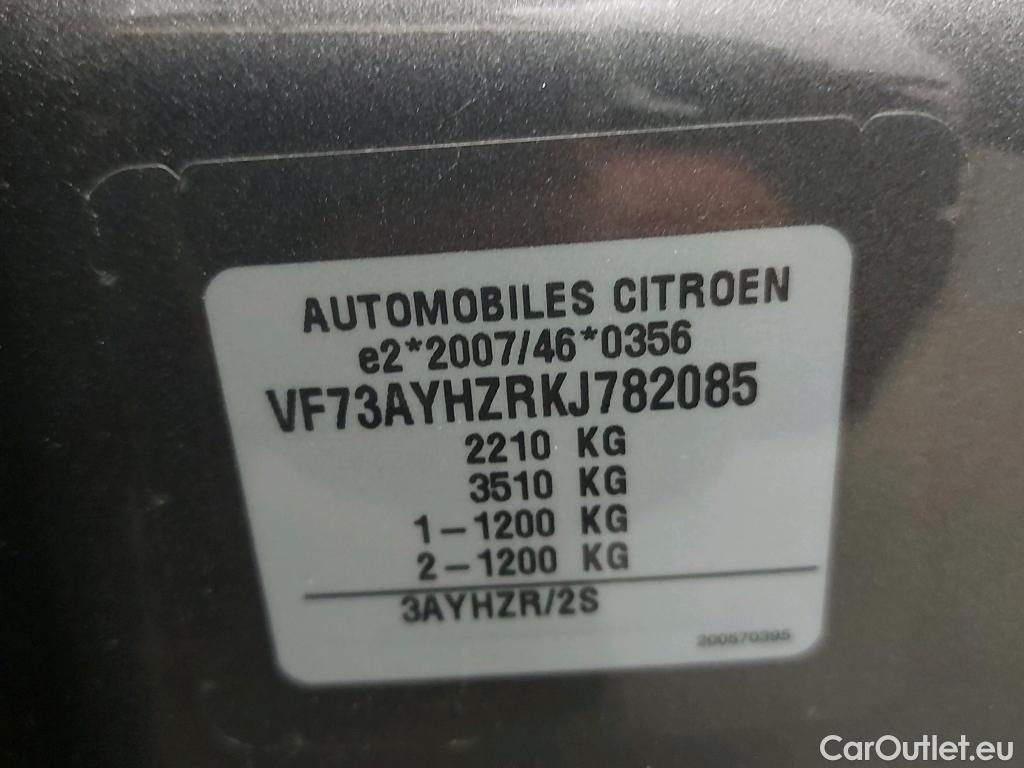 AUTOMOBILES CITROEN
e2*2007/46*0356
VF73AYHZRKJ782085
2210 KG
3510 KG
1-1200 KG
2-1200 KG
3AYHZR/2S
200570395
CarOutlet.eu